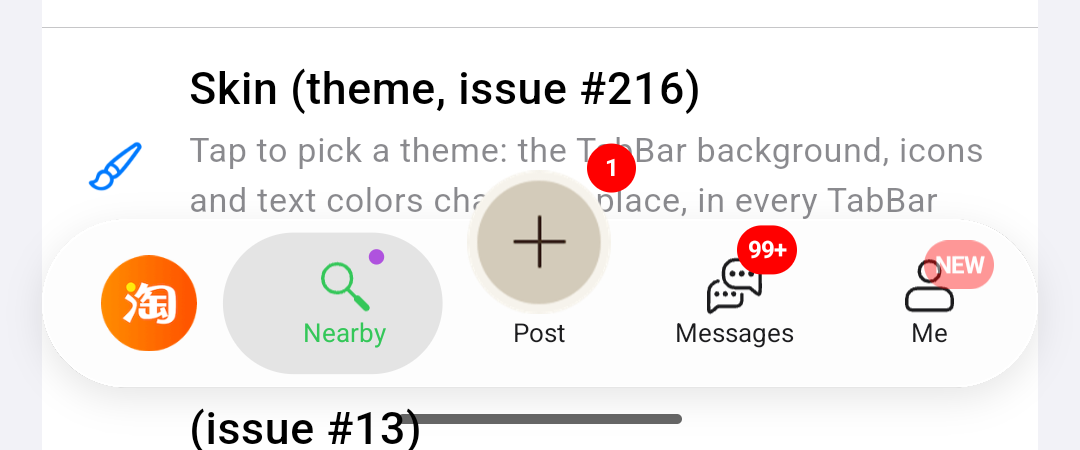 Skin (theme, issue #216)
Tap to pick a theme: the TabBar background, icons
and text colors place, in every TabBar
1
淘
Nearby
Post
99+
Messages
NEW
Me
(issue #13)